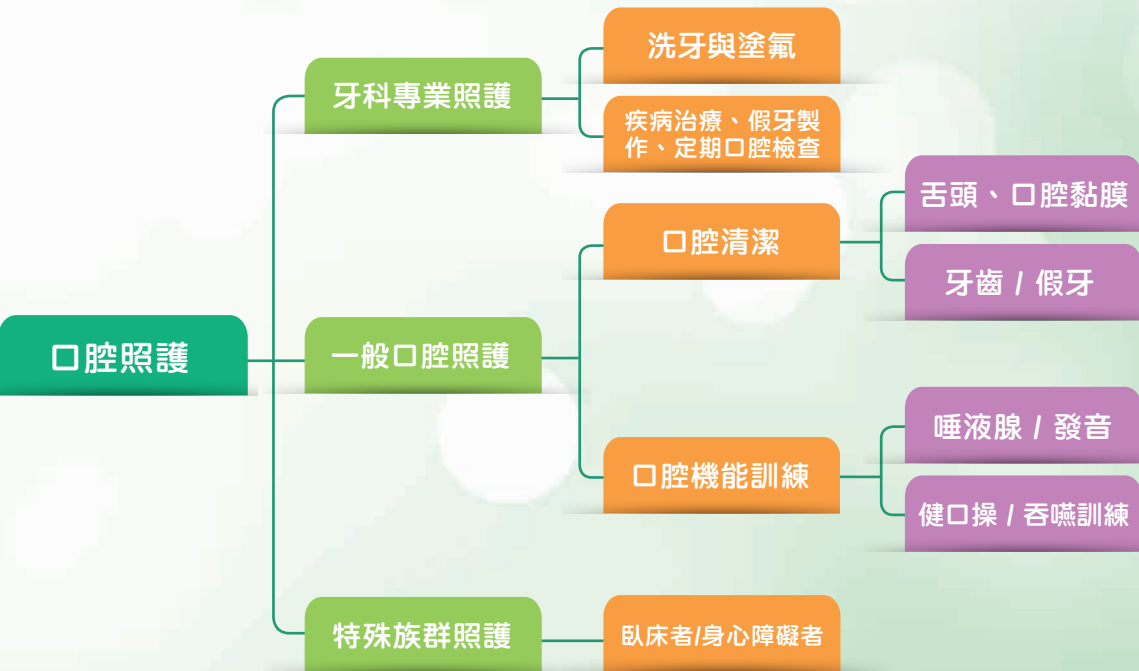 口腔照護
牙科專業照護
洗牙與塗氟
疾病治療、假牙製
作、定期口腔檢查
一般口腔照護
口腔清潔
舌頭、口腔黏膜
牙齒 / 假牙
口腔機能訓練
唾液腺 / 發音
健口操 / 吞嚥訓練
特殊族群照護
臥床者/身心障礙者